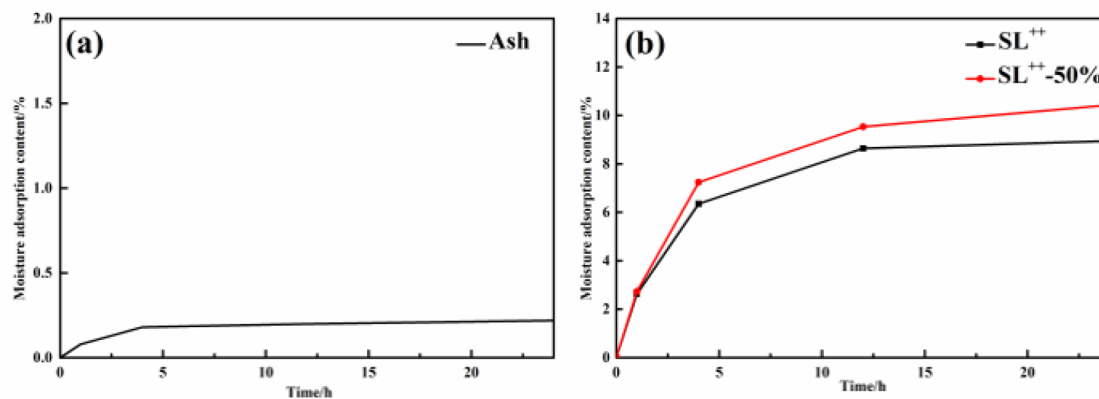 (a)
Ash
2.0
1.5
1.0
0.5
0.0
Moisture adsorption content/%
0 5 10 15 20
Time/h
(b)
SL++
SL++-50%
14
12
10
8
6
4
2
0
Moisture adsorption content/%
0 5 10 15 20
Time/h